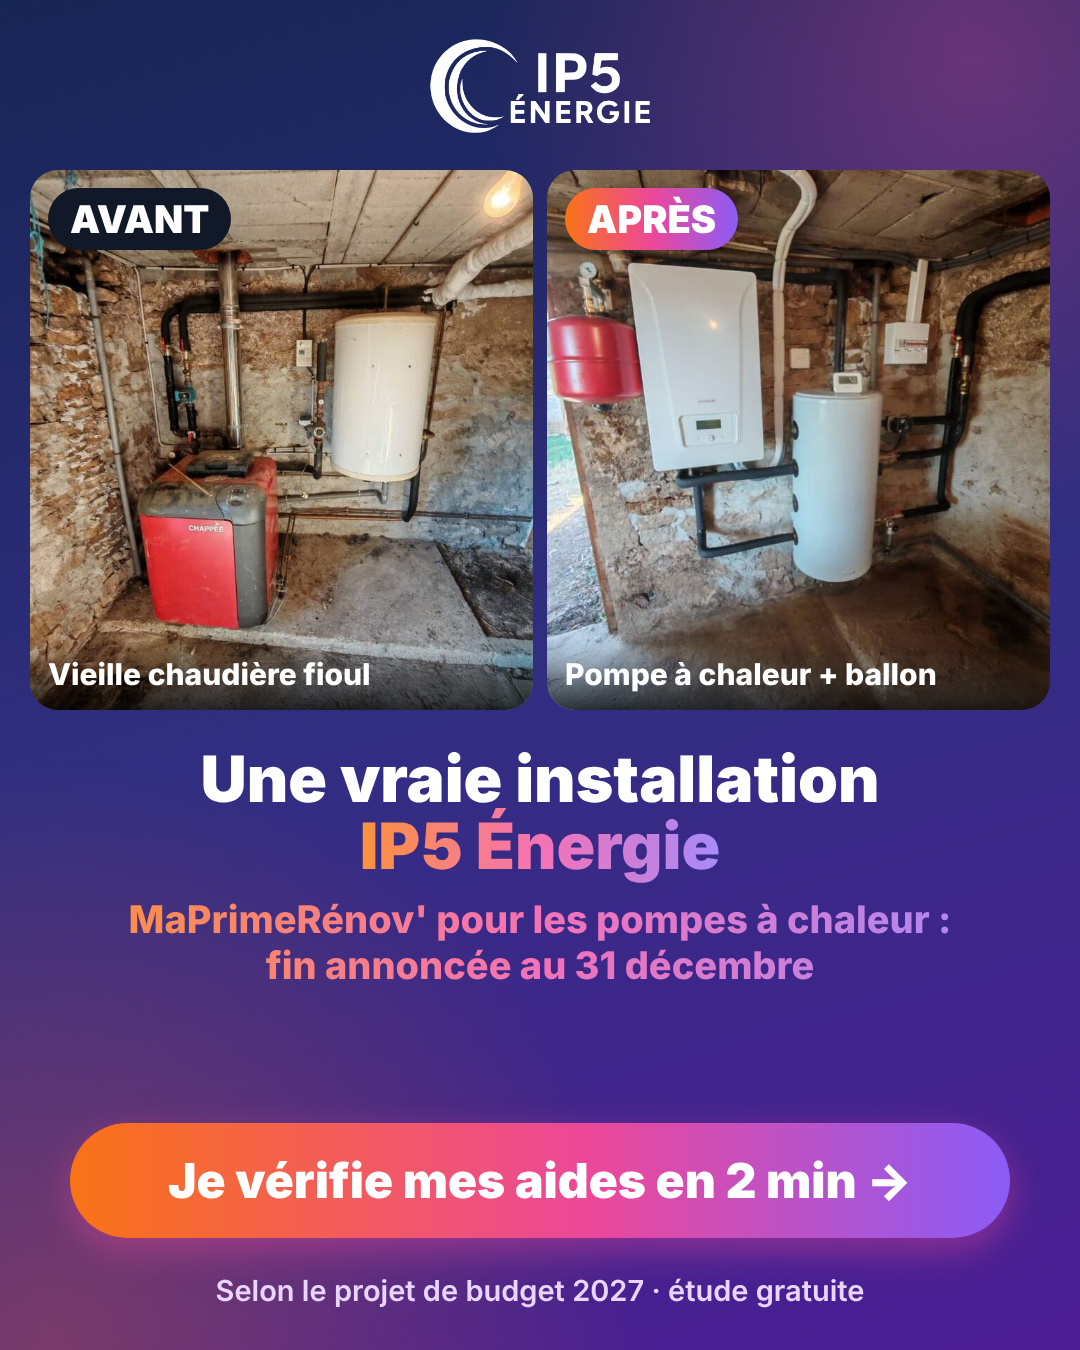 IP5
ÉNERGIE
AVANT
APRÈS
CHAPPÉE
Vieille chaudière fioul
Pompe à chaleur + ballon
Une vraie installation
IP5 Énergie
MaPrimeRénov' pour les pompes à chaleur :
fin annoncée au 31 décembre
Je vérifie mes aides en 2 min →
Selon le projet de budget 2027 · étude gratuite